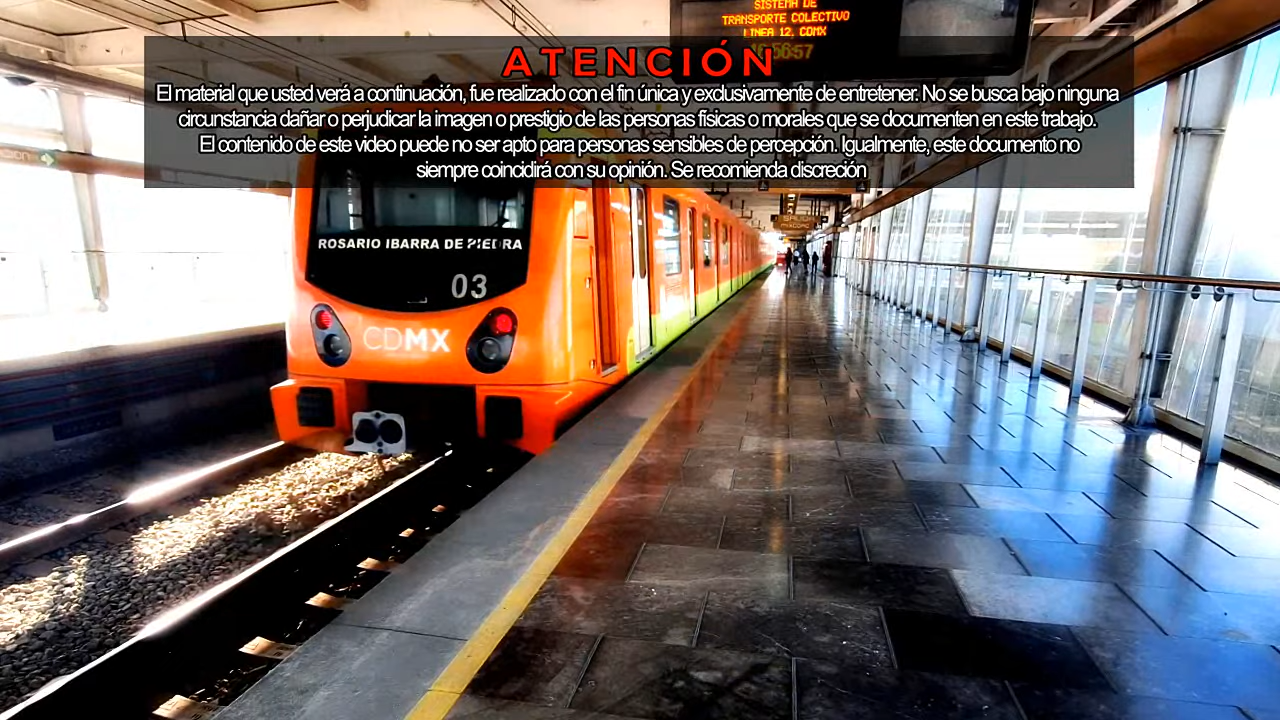 SISTEMA DE
TRANSPORTE COLECTIVO
LINEA 12, CDMX
:56:57
ATENCIÓN
El material que usted verá a continuación, fue realizado con el fin única y exclusivamente de entretener. No se busca bajo ninguna
circunstancia dañar o perjudicar la imagen o prestigio de las personas físicas o morales que se documenten en este trabajo.
El contenido de este video puede no ser apto para personas sensibles de percepción. Igualmente, este documento no
siempre coincidirá con su opinión. Se recomienda discreción
ROSARIO IBARRA DE PIEDRA
SALIDA
03
CDMX